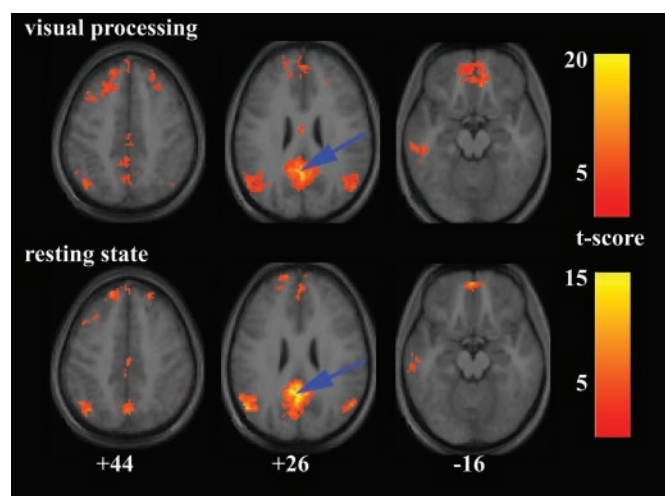 visual processing
20
5
t-score
resting state
15
5
+44 +26 -16